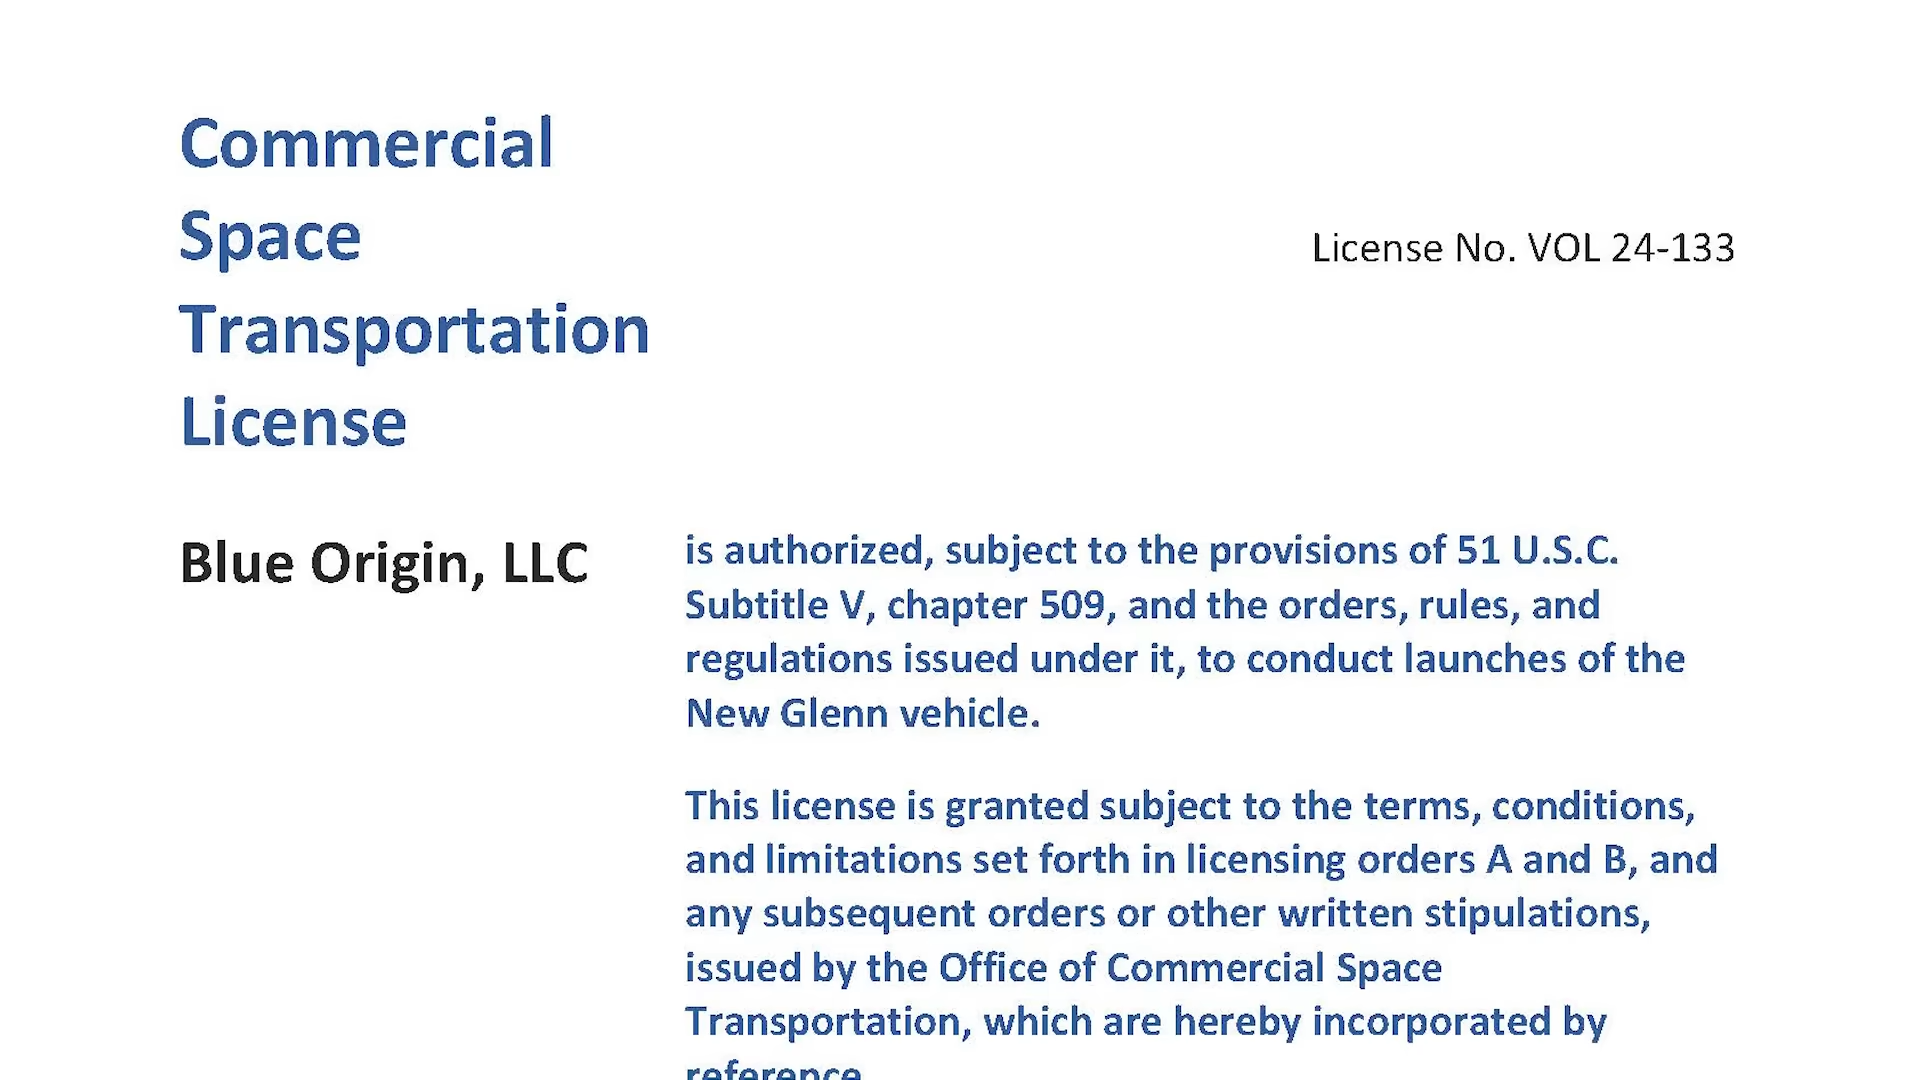 Commercial
Space
Transportation
License
License No. VOL 24-133
Blue Origin, LLC
is authorized, subject to the provisions of 51 U.S.C.
Subtitle V, chapter 509, and the orders, rules, and
regulations issued under it, to conduct launches of the
New Glenn vehicle.
This license is granted subject to the terms, conditions,
and limitations set forth in licensing orders A and B, and
any subsequent orders or other written stipulations,
issued by the Office of Commercial Space
Transportation, which are hereby incorporated by
reference